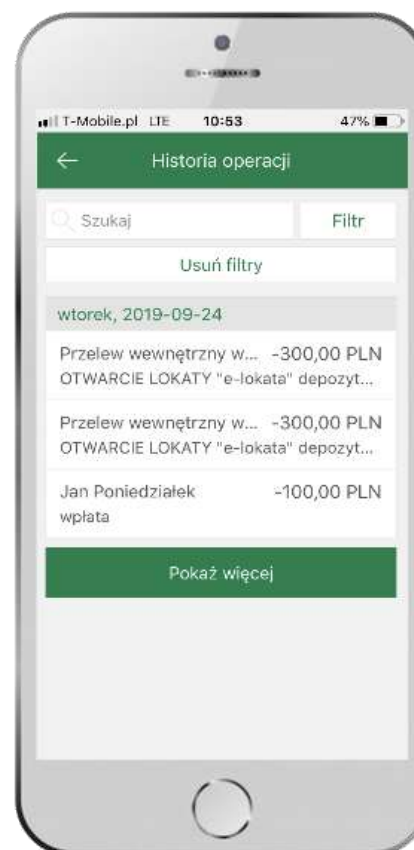 T-Mobile.pl LTE 10:53 47%
Historia operacji
Szukaj Filtr
Usuń filtry
wtorek, 2019-09-24
Przelew wewnętrzny w... -300,00 PLN
OTWARCIE LOKATY "e-lokata" depozyt...
Przelew wewnętrzny w... -300,00 PLN
OTWARCIE LOKATY "e-lokata" depozyt...
Jan Poniedziałek -100,00 PLN
wpłata
Pokaż więcej